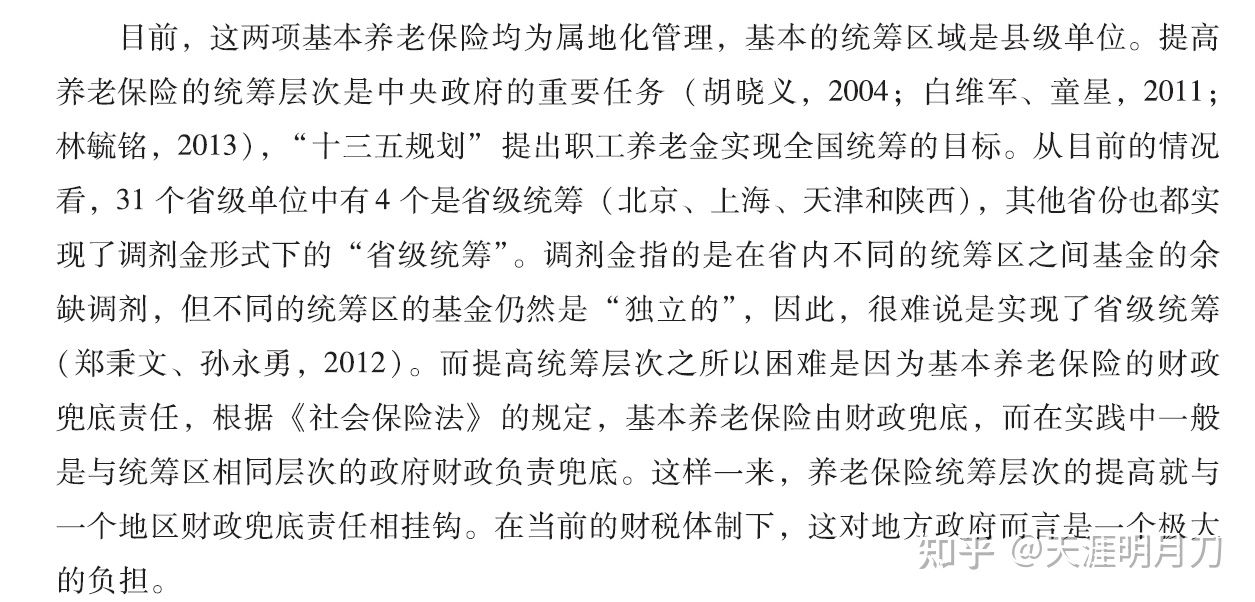 目前，这两项基本养老保险均为属地化管理，基本的统筹区域是县级单位。提高
养老保险的统筹层次是中央政府的重要任务（胡晓义，2004；白维军、童星，2011；
林毓铭，2013），“十三五规划”提出职工养老金实现全国统筹的目标。从目前的情况
看，31 个省级单位中有 4 个是省级统筹（北京、上海、天津和陕西），其他省份也都实
现了调剂金形式下的“省级统筹”。调剂金指的是在省内不同的统筹区之间基金的余
缺调剂，但不同的统筹区的基金仍然是“独立的”，因此，很难说是实现了省级统筹
（郑秉文、孙永勇，2012）。而提高统筹层次之所以困难是因为基本养老保险的财政
兜底责任，根据《社会保险法》的规定，基本养老保险由财政兜底，而在实践中一般
是与统筹区相同层次的政府财政负责兜底。这样一来，养老保险统筹层次的提高就与
一个地区财政兜底责任相挂钩。在当前的财税体制下，这对地方政府而言是一个极大
的负担。
知乎 @天涯明月刀